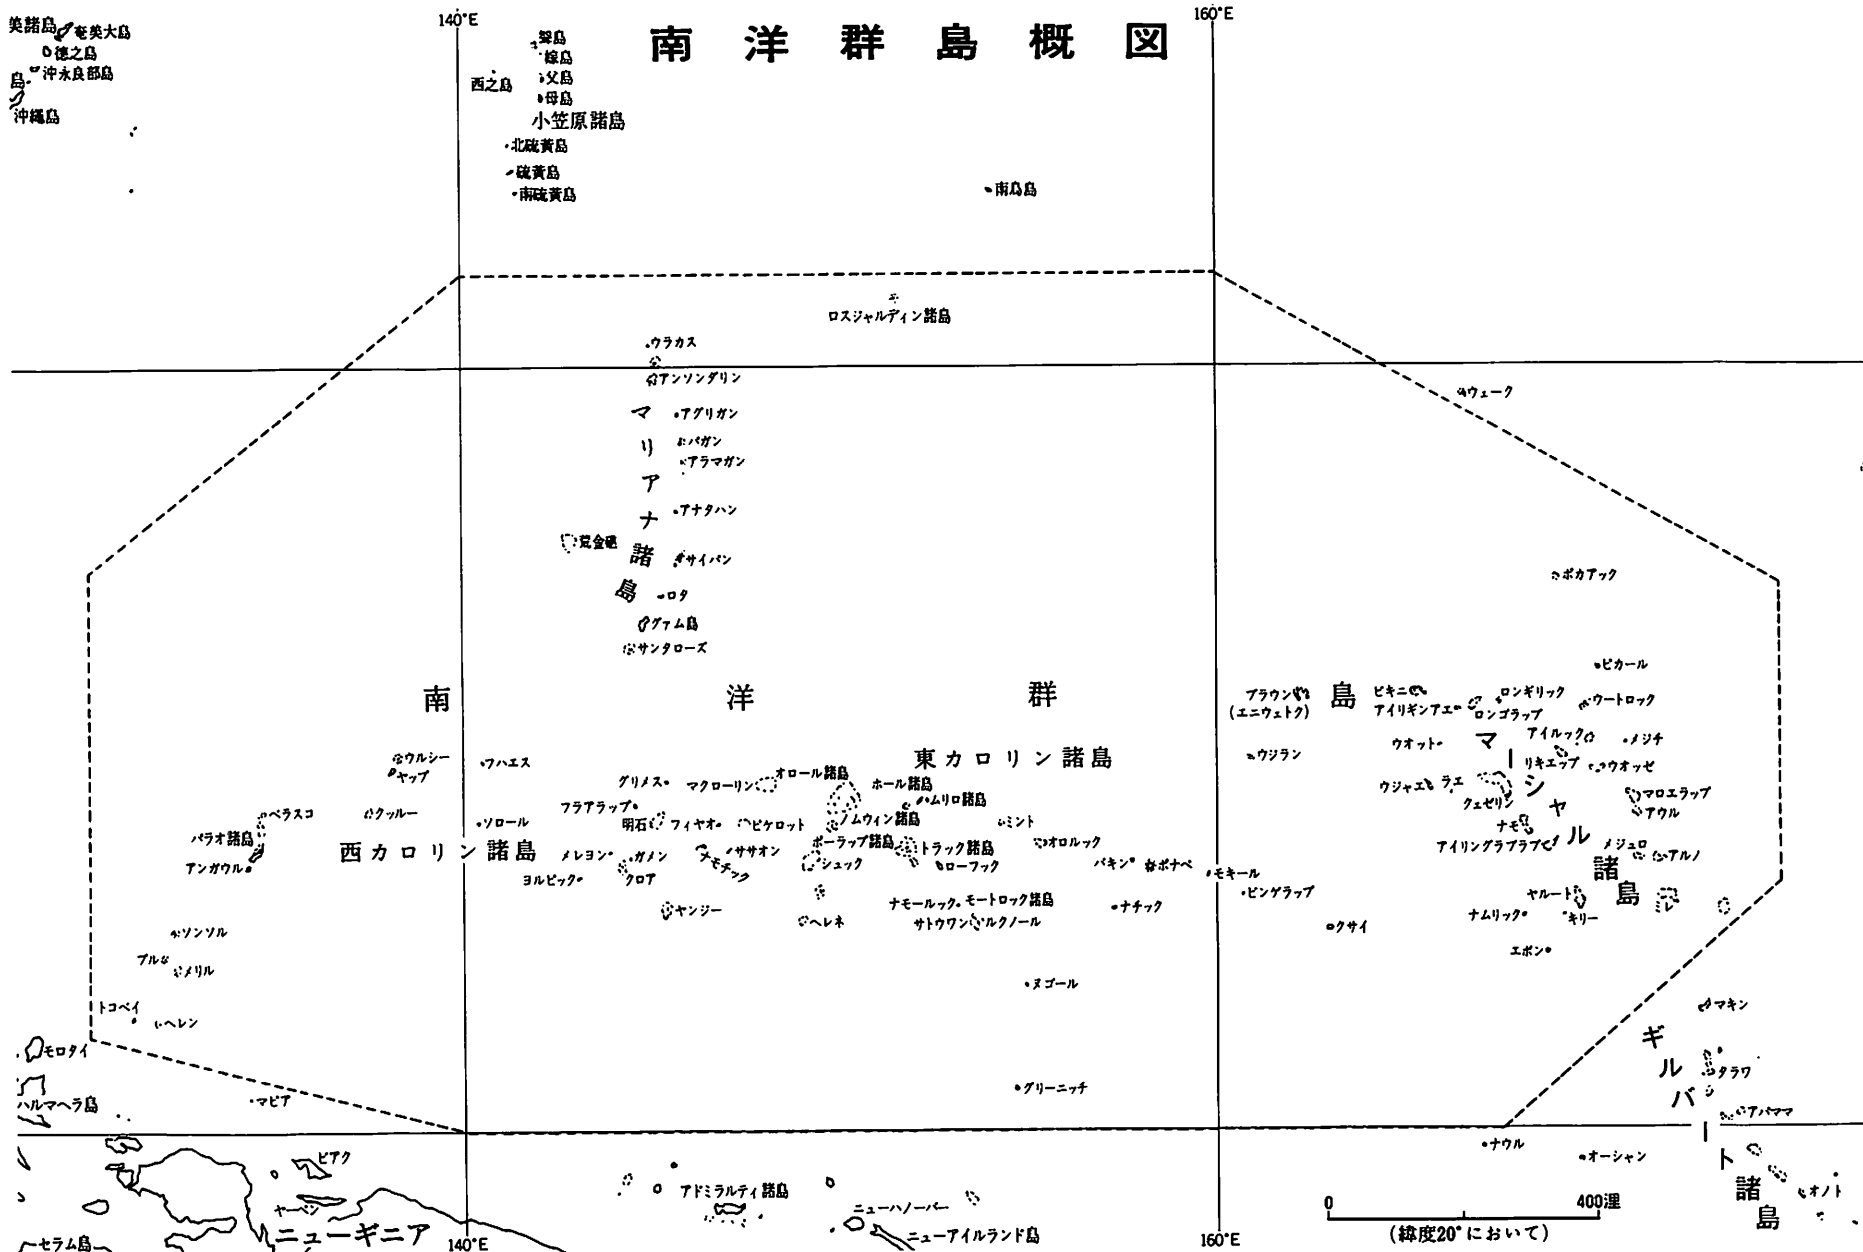 南洋群島概図
140°E
160°E
奄美大島
徳之島
沖永良部島
沖縄島
聟島
嫁島
父島
母島
西之島
小笠原諸島
北硫黄島
硫黄島
南硫黄島
南鳥島
ロスジャルディン諸島
ウラカス
アンソンダリン
アグリガン
パガン
アラマガン
アナタハン
荒金礁
サイパン
ロタ
グァム島
サンタローズ
マリアナ諸島
ウェーク
ポカアック
ピカール
南洋群島
ブラウン
(エニウェトク)
ビキニ
アイリギンアエ
ロンギリック
ロンゴラップ
ウートロック
ウジラン
ウオット
アイルック
メジチ
リキエップ
ウオッゼ
ウジャエ
ラエ
クェゼリン
マロエラップ
アウル
ナモ
アイリングラプラプ
メジュロ
アルノ
ヤルート
キリー
ミレ
ナムリック
エボン
マーシャル諸島
東カロリン諸島
ウルシー
ヤップ
フハエス
グリメス
マクローリン
オロール諸島
ホール諸島
ムリロ諸島
フラアラップ
ノムウィン諸島
クッルー
ソロール
明石
フィヤオ
ピケロット
ミント
ペラスコ
パラオ諸島
アンガウル
西カロリン諸島
メレヨン
ガメン
ナモチック
ササオン
ポーラップ諸島
シュック
トラック諸島
ローフック
オロルック
パキン
ポナペ
モキール
ピンゲラップ
ヨルピック
クロア
ヤンジー
ヘレネ
ナモールック
モートロック諸島
サトウワン
ルクノール
ナチック
クサイ
ソンソル
プル
メリル
トコベイ
ヘレン
ヌゴール
グリーニッチ
モロタイ
ハルマヘラ島
マピア
マキン
タラワ
アパママ
ギルバート諸島
ナウル
オーシャン
オノト
ビアク
ヤーペン
ニューギニア
セラム島
アドミラルティ諸島
ニューハノーバー
ニューアイルランド島
0
400浬
(緯度20°において)
140°E
160°E